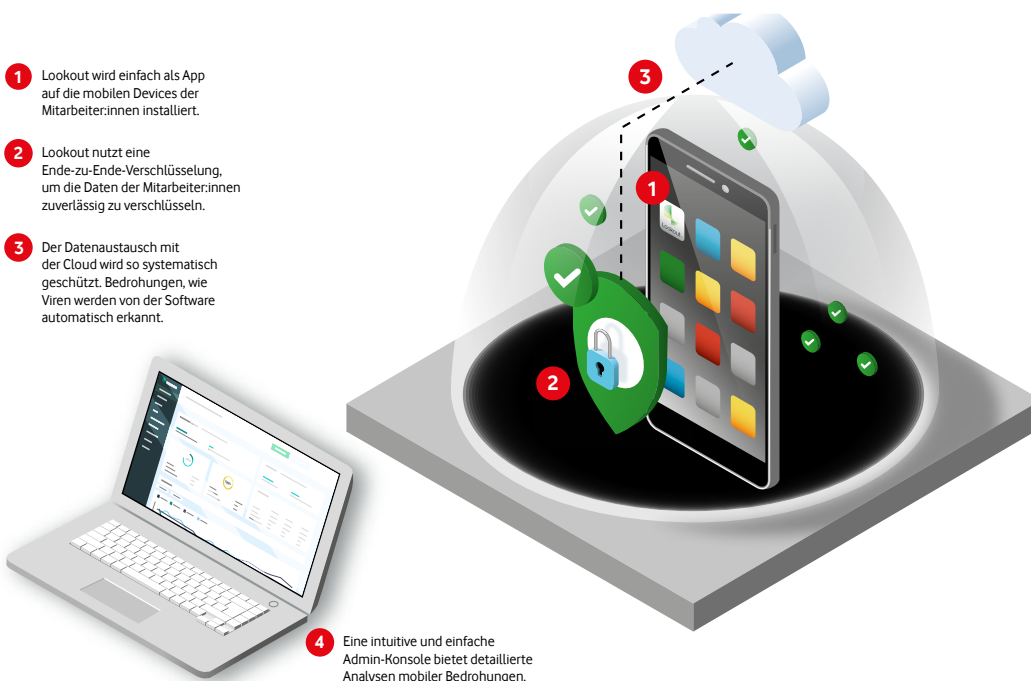 1
Lookout wird einfach als App
auf die mobilen Devices der
Mitarbeiter:innen installiert.
2
Lookout nutzt eine
Ende-zu-Ende-Verschlüsselung,
um die Daten der Mitarbeiter:innen
zuverlässig zu verschlüsseln.
3
Der Datenaustausch mit
der Cloud wird so systematisch
geschützt. Bedrohungen, wie
Viren werden von der Software
automatisch erkannt.
3
1
Lookout
2
4
Eine intuitive und einfache
Admin-Konsole bietet detaillierte
Analysen mobiler Bedrohungen.